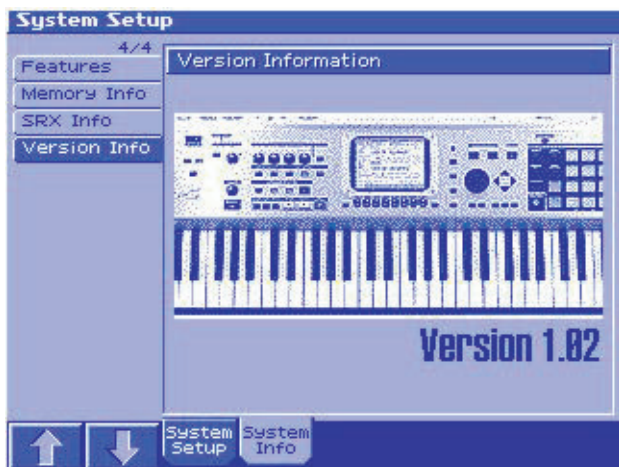 System Setup
4/4
Features
Memory Info
SRX Info
Version Info
Version Information
Version 1.02
System
Setup
System
Info